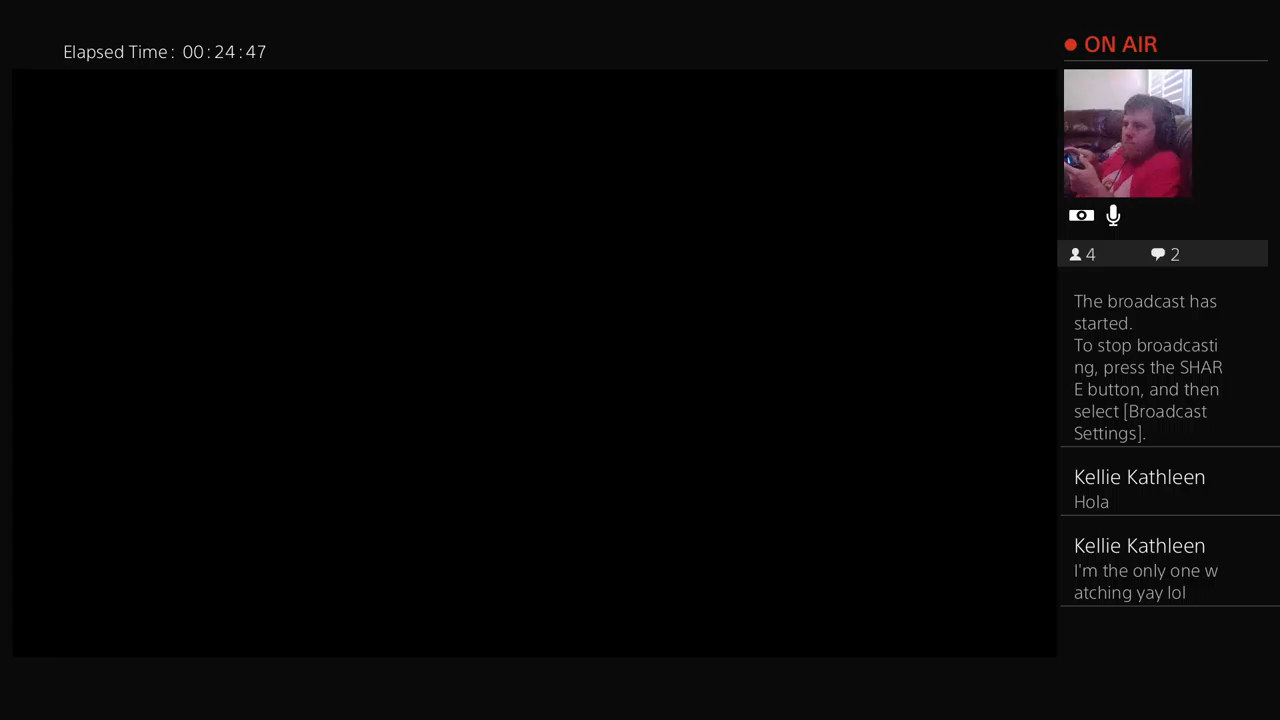 Elapsed Time: 00:24:47
ON AIR
4 2
The broadcast has
started.
To stop broadcasti
ng, press the SHAR
E button, and then
select [Broadcast
Settings].
Kellie Kathleen
Hola
Kellie Kathleen
I'm the only one w
atching yay lol